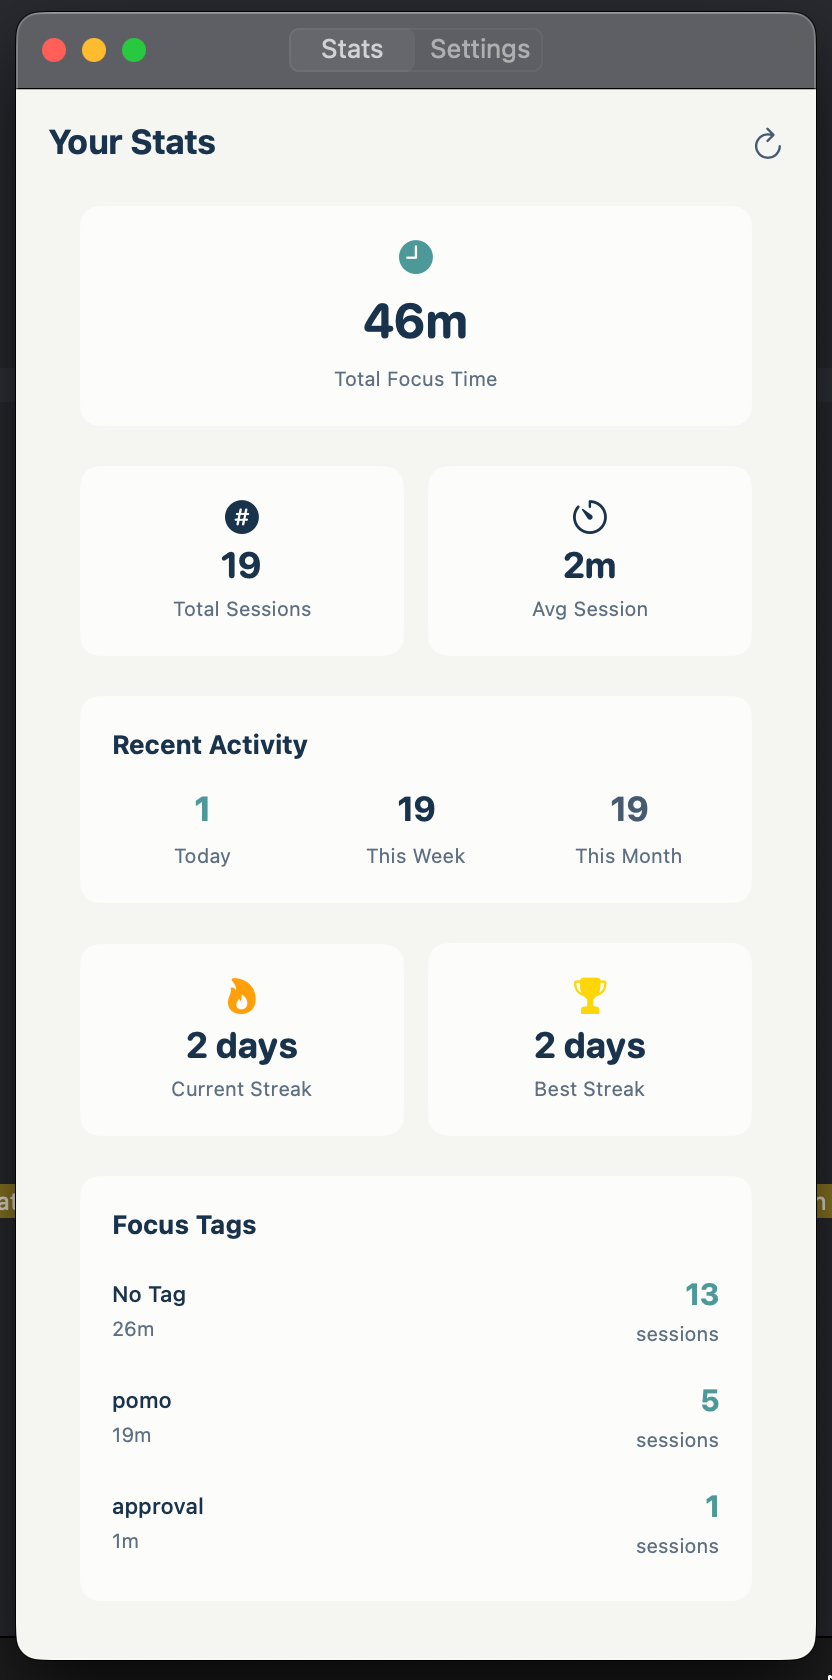 Stats Settings
Your Stats
46m
Total Focus Time
#
19
Total Sessions
2m
Avg Session
Recent Activity
1
Today
19
This Week
19
This Month
2 days
Current Streak
2 days
Best Streak
Focus Tags
No Tag
26m
13
sessions
pomo
19m
5
sessions
approval
1m
1
sessions